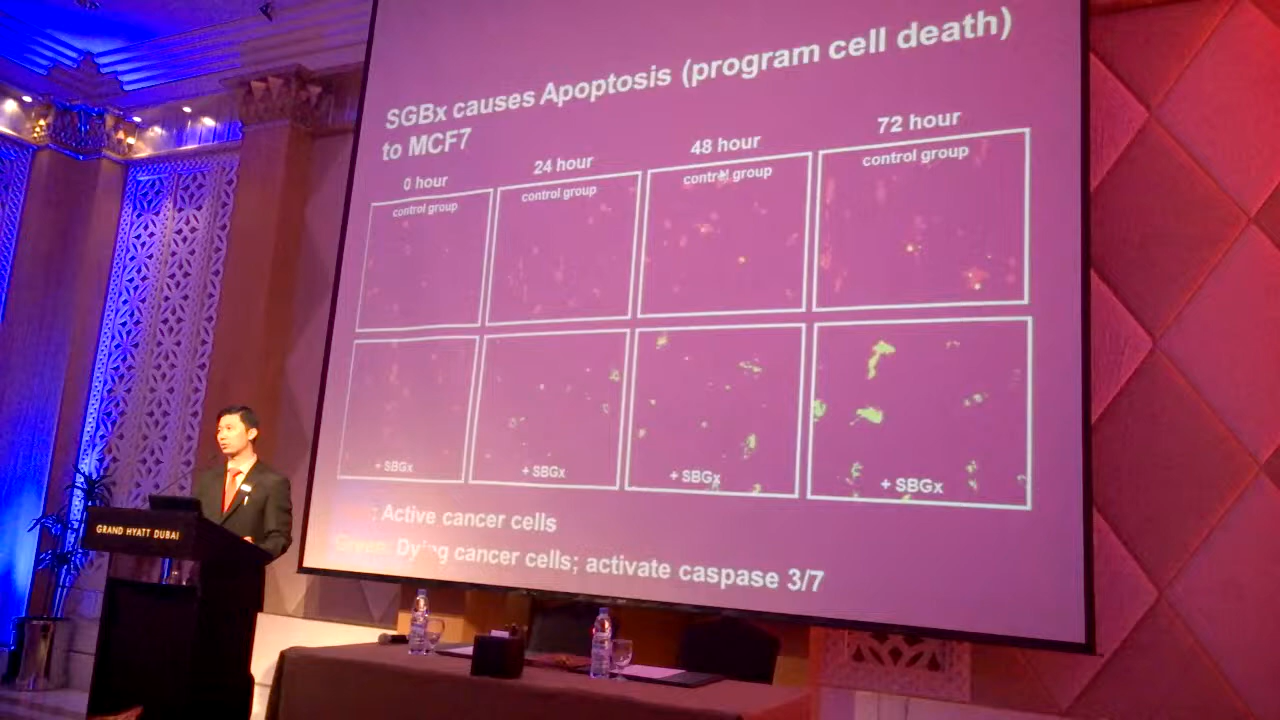 SGBx causes Apoptosis (program cell death)
to MCF7
0 hour
24 hour
48 hour
72 hour
control group
control group
control group
control group
+ SBGx
+ SBGx
+ SBGx
+ SBGx
: Active cancer cells
Green: Dying cancer cells; activate caspase 3/7
GRAND HYATT DUBAI